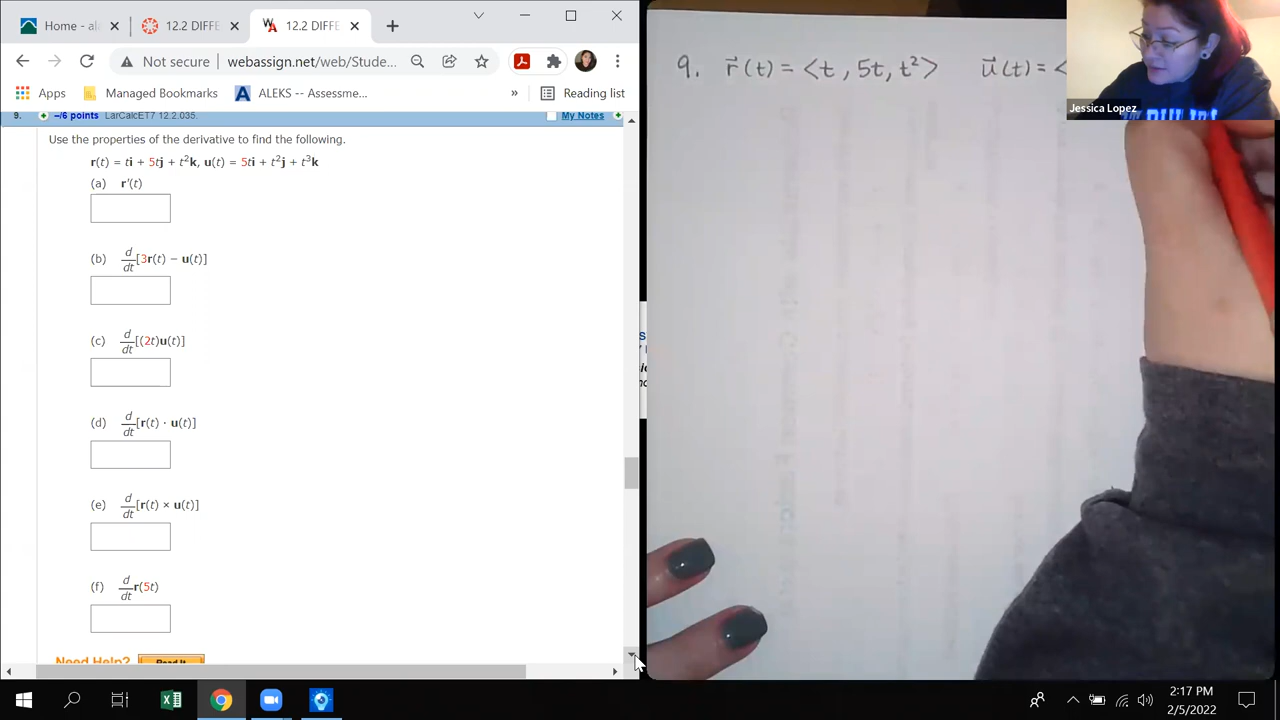 Home - al
12.2 DIFFE
12.2 DIFFE
Not secure | webassign.net/web/Stude...
Apps Managed Bookmarks ALEKS -- Assessme... » Reading list
9. –/6 points LarCalcET7 12.2.035. My Notes
Use the properties of the derivative to find the following.
r(t) = ti + 5tj + t²k, u(t) = 5ti + t²j + t³k
(a) r′(t)
(b) d/dt[3r(t) − u(t)]
(c) d/dt[(2t)u(t)]
(d) d/dt[r(t) · u(t)]
(e) d/dt[r(t) × u(t)]
(f) d/dt r(5t)
Need Help? Read It
9. r⃗(t) = <t, 5t, t²> u⃗(t) = <
Jessica Lopez
2:17 PM
2/5/2022